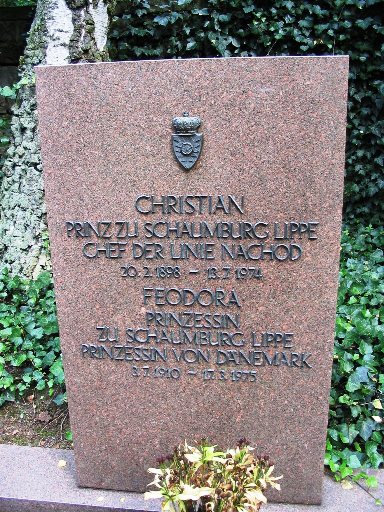 CHRISTIAN
PRINZ ZU SCHAUMBURG LIPPE
CHEF DER LINIE NACHOD
20·2·1898 – 13·7·1974
FEODORA
PRINZESSIN
ZU SCHAUMBURG LIPPE
PRINZESSIN VON DÄNEMARK
3·7·1910 – 17·3·1975